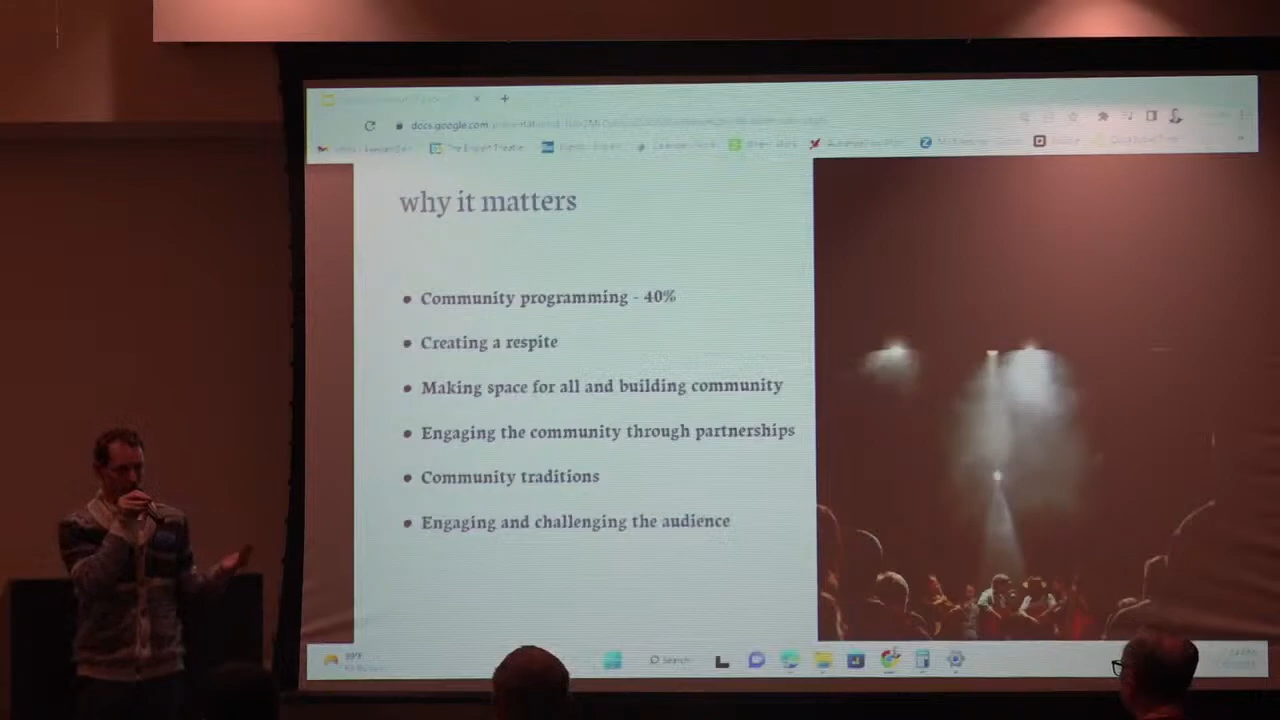 docs.google.com
why it matters
• Community programming - 40%
• Creating a respite
• Making space for all and building community
• Engaging the community through partnerships
• Community traditions
• Engaging and challenging the audience
Search